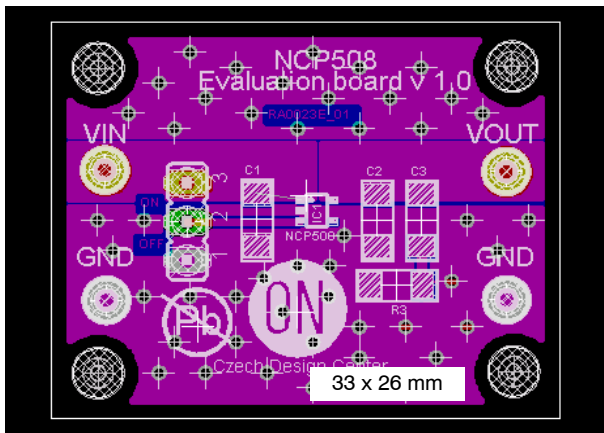 NCP508
Evaluation board v 1.0
RA0023E_01
VIN
VOUT
C1
C2
C3
3
ON
2
IC1
OFF
NCP508
1
GND
GND
R3
Pb
ON
Czech Design Center
33 x 26 mm